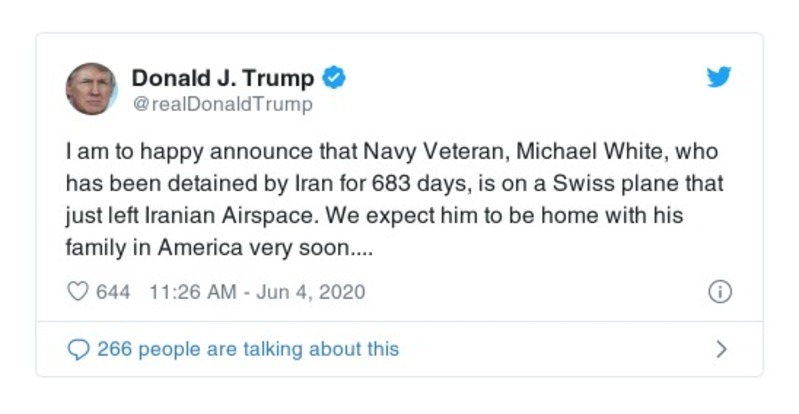 Donald J. Trump
@realDonaldTrump
I am to happy announce that Navy Veteran, Michael White, who
has been detained by Iran for 683 days, is on a Swiss plane that
just left Iranian Airspace. We expect him to be home with his
family in America very soon....
644 11:26 AM - Jun 4, 2020
266 people are talking about this